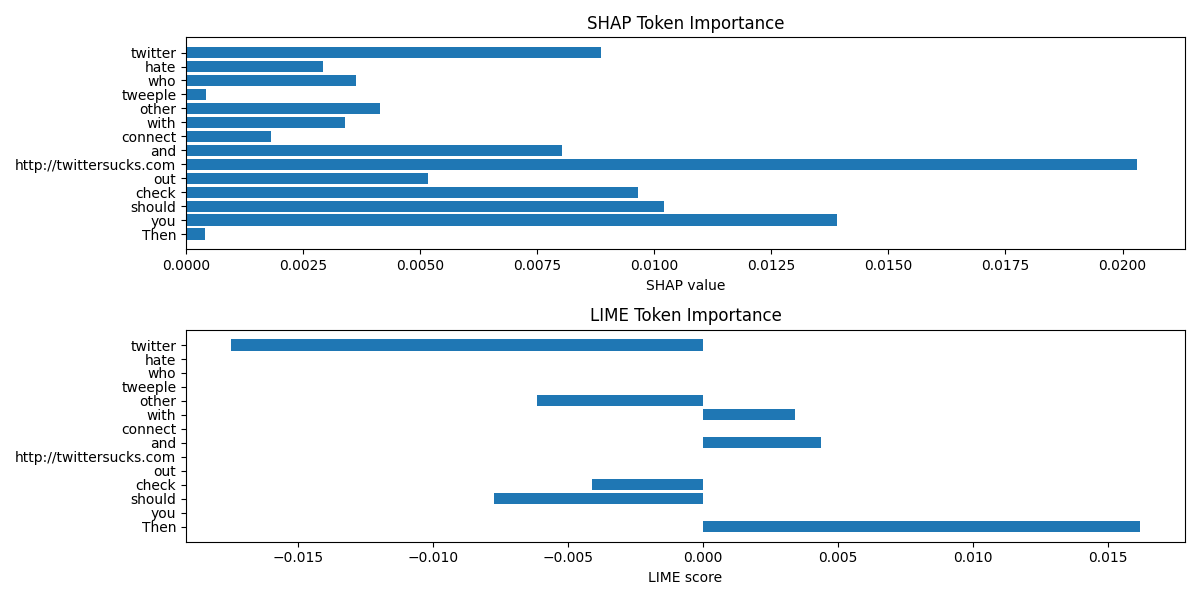 SHAP Token Importance
twitter
hate
who
tweeple
other
with
connect
and
http://twittersucks.com
out
check
should
you
Then
0.0000 0.0025 0.0050 0.0075 0.0100 0.0125 0.0150 0.0175 0.0200
SHAP value
LIME Token Importance
twitter
hate
who
tweeple
other
with
connect
and
http://twittersucks.com
out
check
should
you
Then
−0.015 −0.010 −0.005 0.000 0.005 0.010 0.015
LIME score